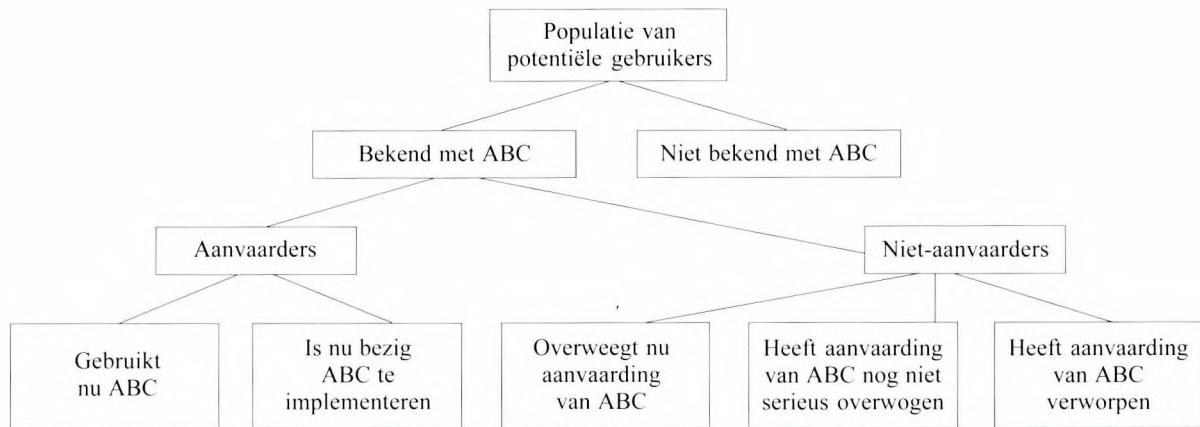 Populatie van
potentiële gebruikers
Bekend met ABC
Niet bekend met ABC
Aanvaarders
Niet-aanvaarders
Gebruikt
nu ABC
Is nu bezig
ABC te
implementeren
Overweegt nu
aanvaarding
van ABC
Heeft aanvaarding
van ABC nog niet
serieus overwogen
Heeft aanvaarding
van ABC
verworpen